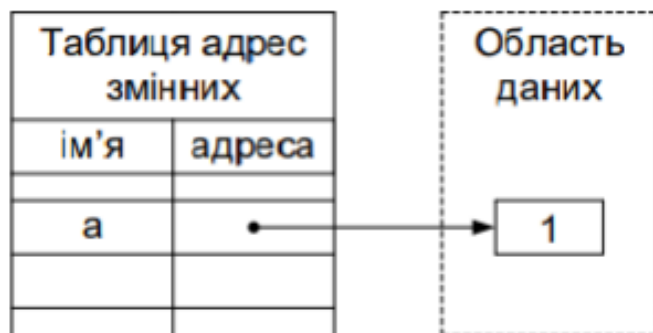 Таблиця адрес
змінних
ім’я адреса
a
Область
даних
1